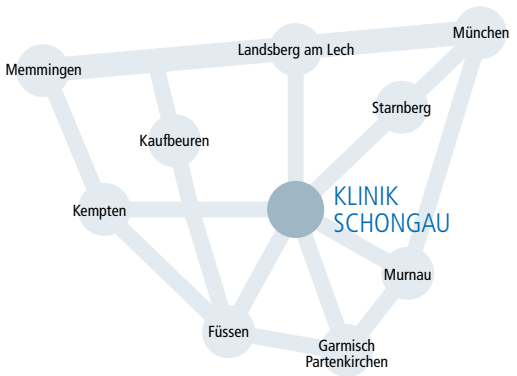 München
Landsberg am Lech
Memmingen
Starnberg
Kaufbeuren
KLINIK
SCHONGAU
Kempten
Murnau
Füssen
Garmisch
Partenkirchen